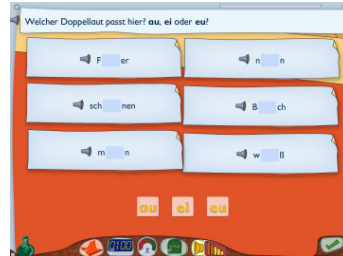 Welcher Doppellaut passt hier? au, ei oder eu?
F er
n n
sch nen
B ch
m n
w ß
au ei eu